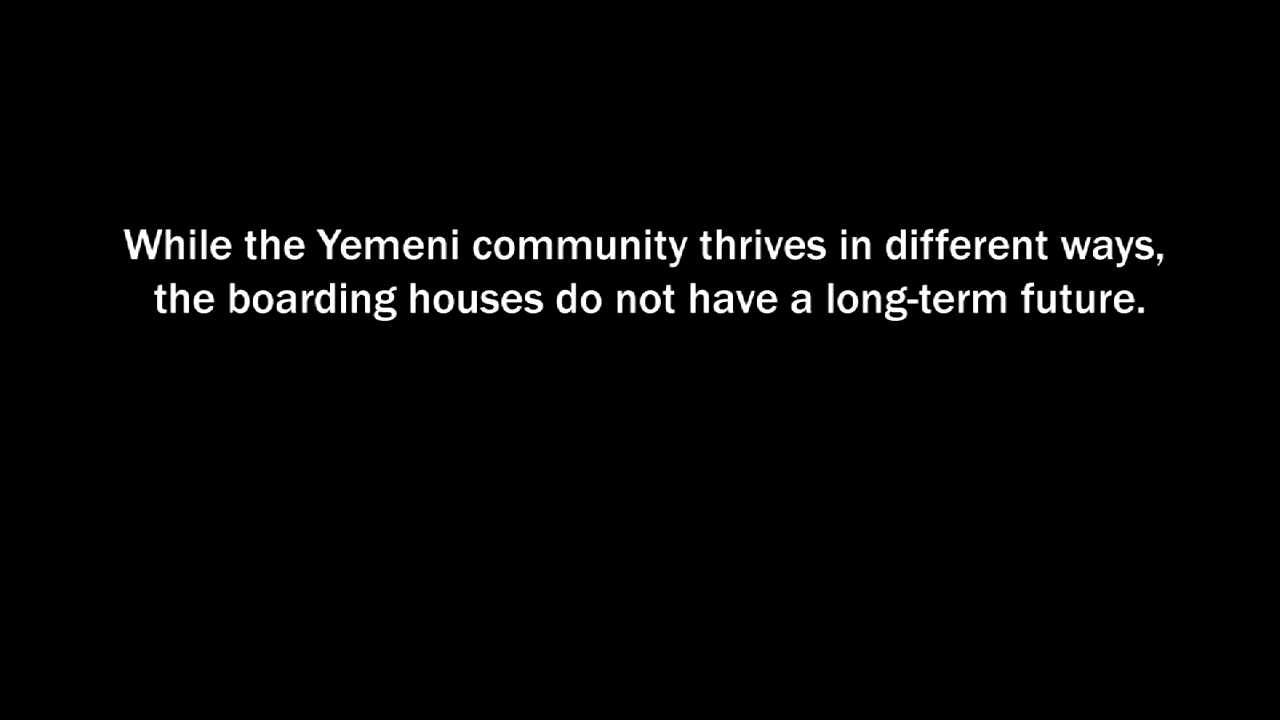 While the Yemeni community thrives in different ways,
the boarding houses do not have a long-term future.